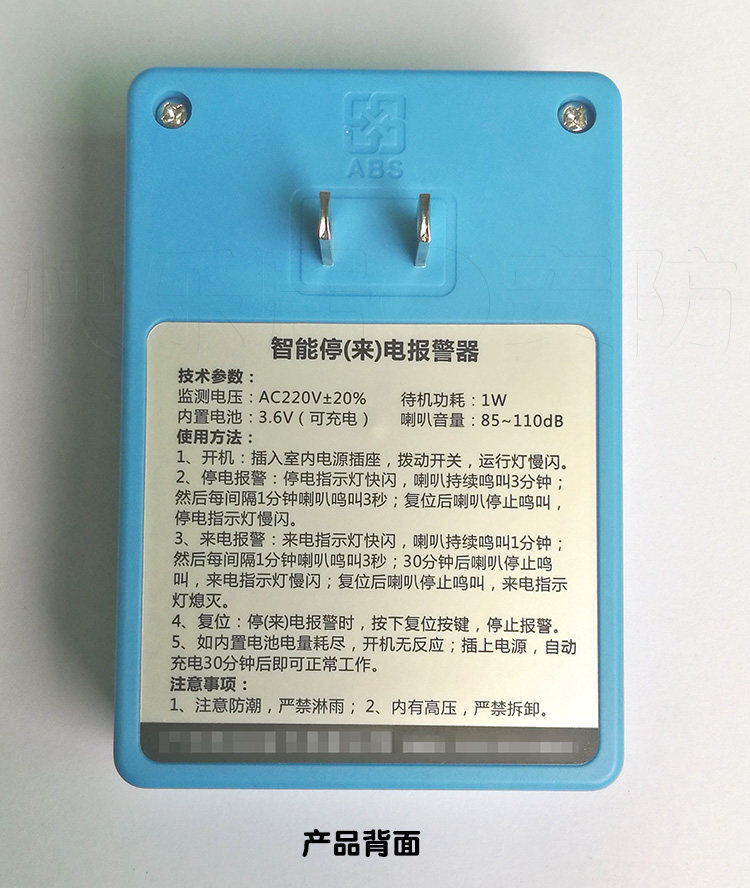 ABS
智能停(来)电报警器
技术参数：
监测电压：AC220V±20% 待机功耗：1W
内置电池：3.6V（可充电） 喇叭音量：85~110dB
使用方法：
1、开机：插入室内电源插座，拨动开关，运行灯慢闪。
2、停电报警：停电指示灯快闪，喇叭持续鸣叫3分钟；
然后每间隔1分钟喇叭鸣叫3秒；复位后喇叭停止鸣叫，
停电指示灯慢闪。
3、来电报警：来电指示灯快闪，喇叭持续鸣叫1分钟；
然后每间隔1分钟喇叭鸣叫3秒；30分钟后喇叭停止鸣
叫，来电指示灯慢闪；复位后喇叭停止鸣叫，来电指示
灯熄灭。
4、复位：停(来)电报警时，按下复位按键，停止报警。
5、如内置电池电量耗尽，开机无反应；插上电源，自动
充电30分钟后即可正常工作。
注意事项：
1、注意防潮，严禁淋雨；2、内有高压，严禁拆卸。
产品背面